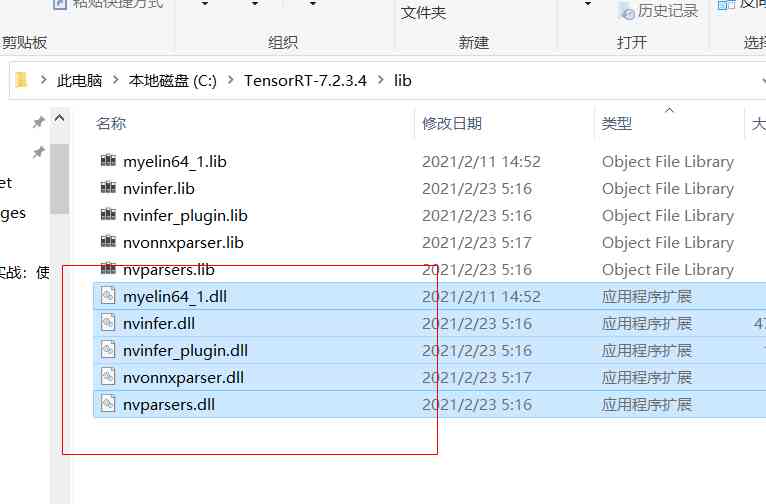 粘贴快捷方式
文件夹
历史记录
剪贴板
组织
新建
打开
选择
此电脑 > 本地磁盘 (C:) > TensorRT-7.2.3.4 > lib
名称 修改日期 类型 大
myelin64_1.lib 2021/2/11 14:52 Object File Library
et nvinfer.lib 2021/2/23 5:16 Object File Library
ges nvinfer_plugin.lib 2021/2/23 5:16 Object File Library
nvonnxparser.lib 2021/2/23 5:17 Object File Library
实战：使 nvparsers.lib 2021/2/23 5:16 Object File Library
myelin64_1.dll 2021/2/11 14:52 应用程序扩展
nvinfer.dll 2021/2/23 5:16 应用程序扩展 47
nvinfer_plugin.dll 2021/2/23 5:16 应用程序扩展
nvonnxparser.dll 2021/2/23 5:17 应用程序扩展
nvparsers.dll 2021/2/23 5:16 应用程序扩展